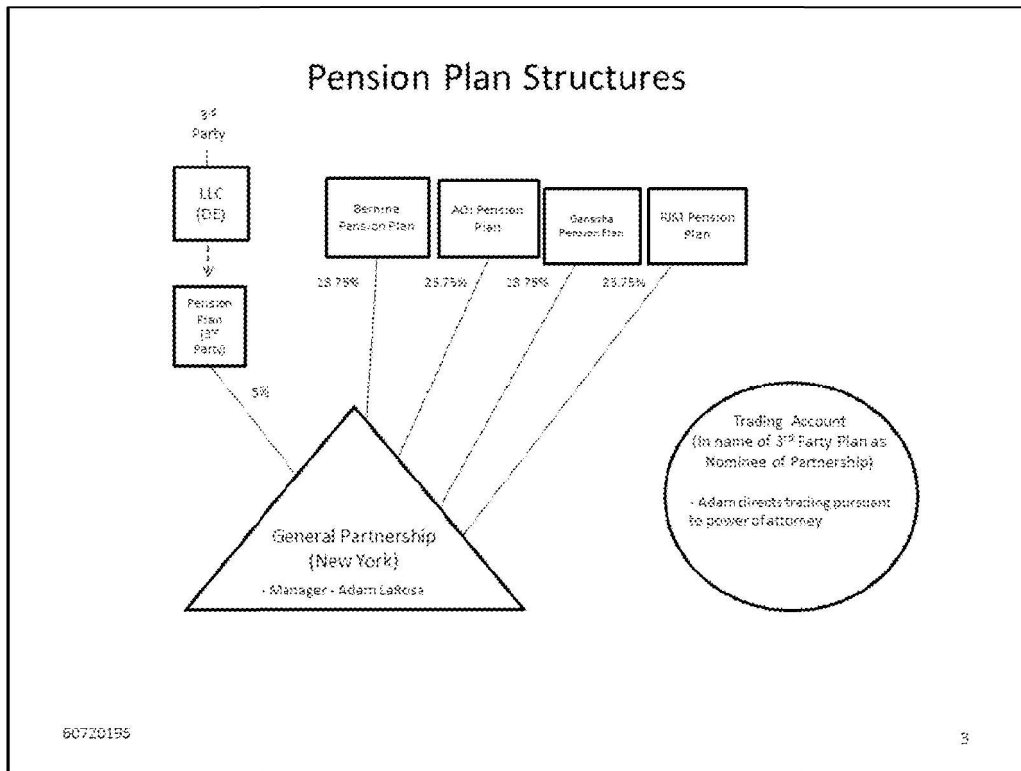 Pension Plan Structures
3rd
Party
LLC
(DE)
Bernina
Pension Plan
Pension
Plan
Pension Plan
Pension
Plan
23.75%
23.75%
23.75%
23.75%
Pension
Plan
(3rd
Party)
5%
Trading Account
(In name of 3rd Party Plan as
Nominee of Partnership)
- Adam directs trading pursuant
to power of attorney
General Partnership
(New York)
- Manager - Adam LaRosa
3